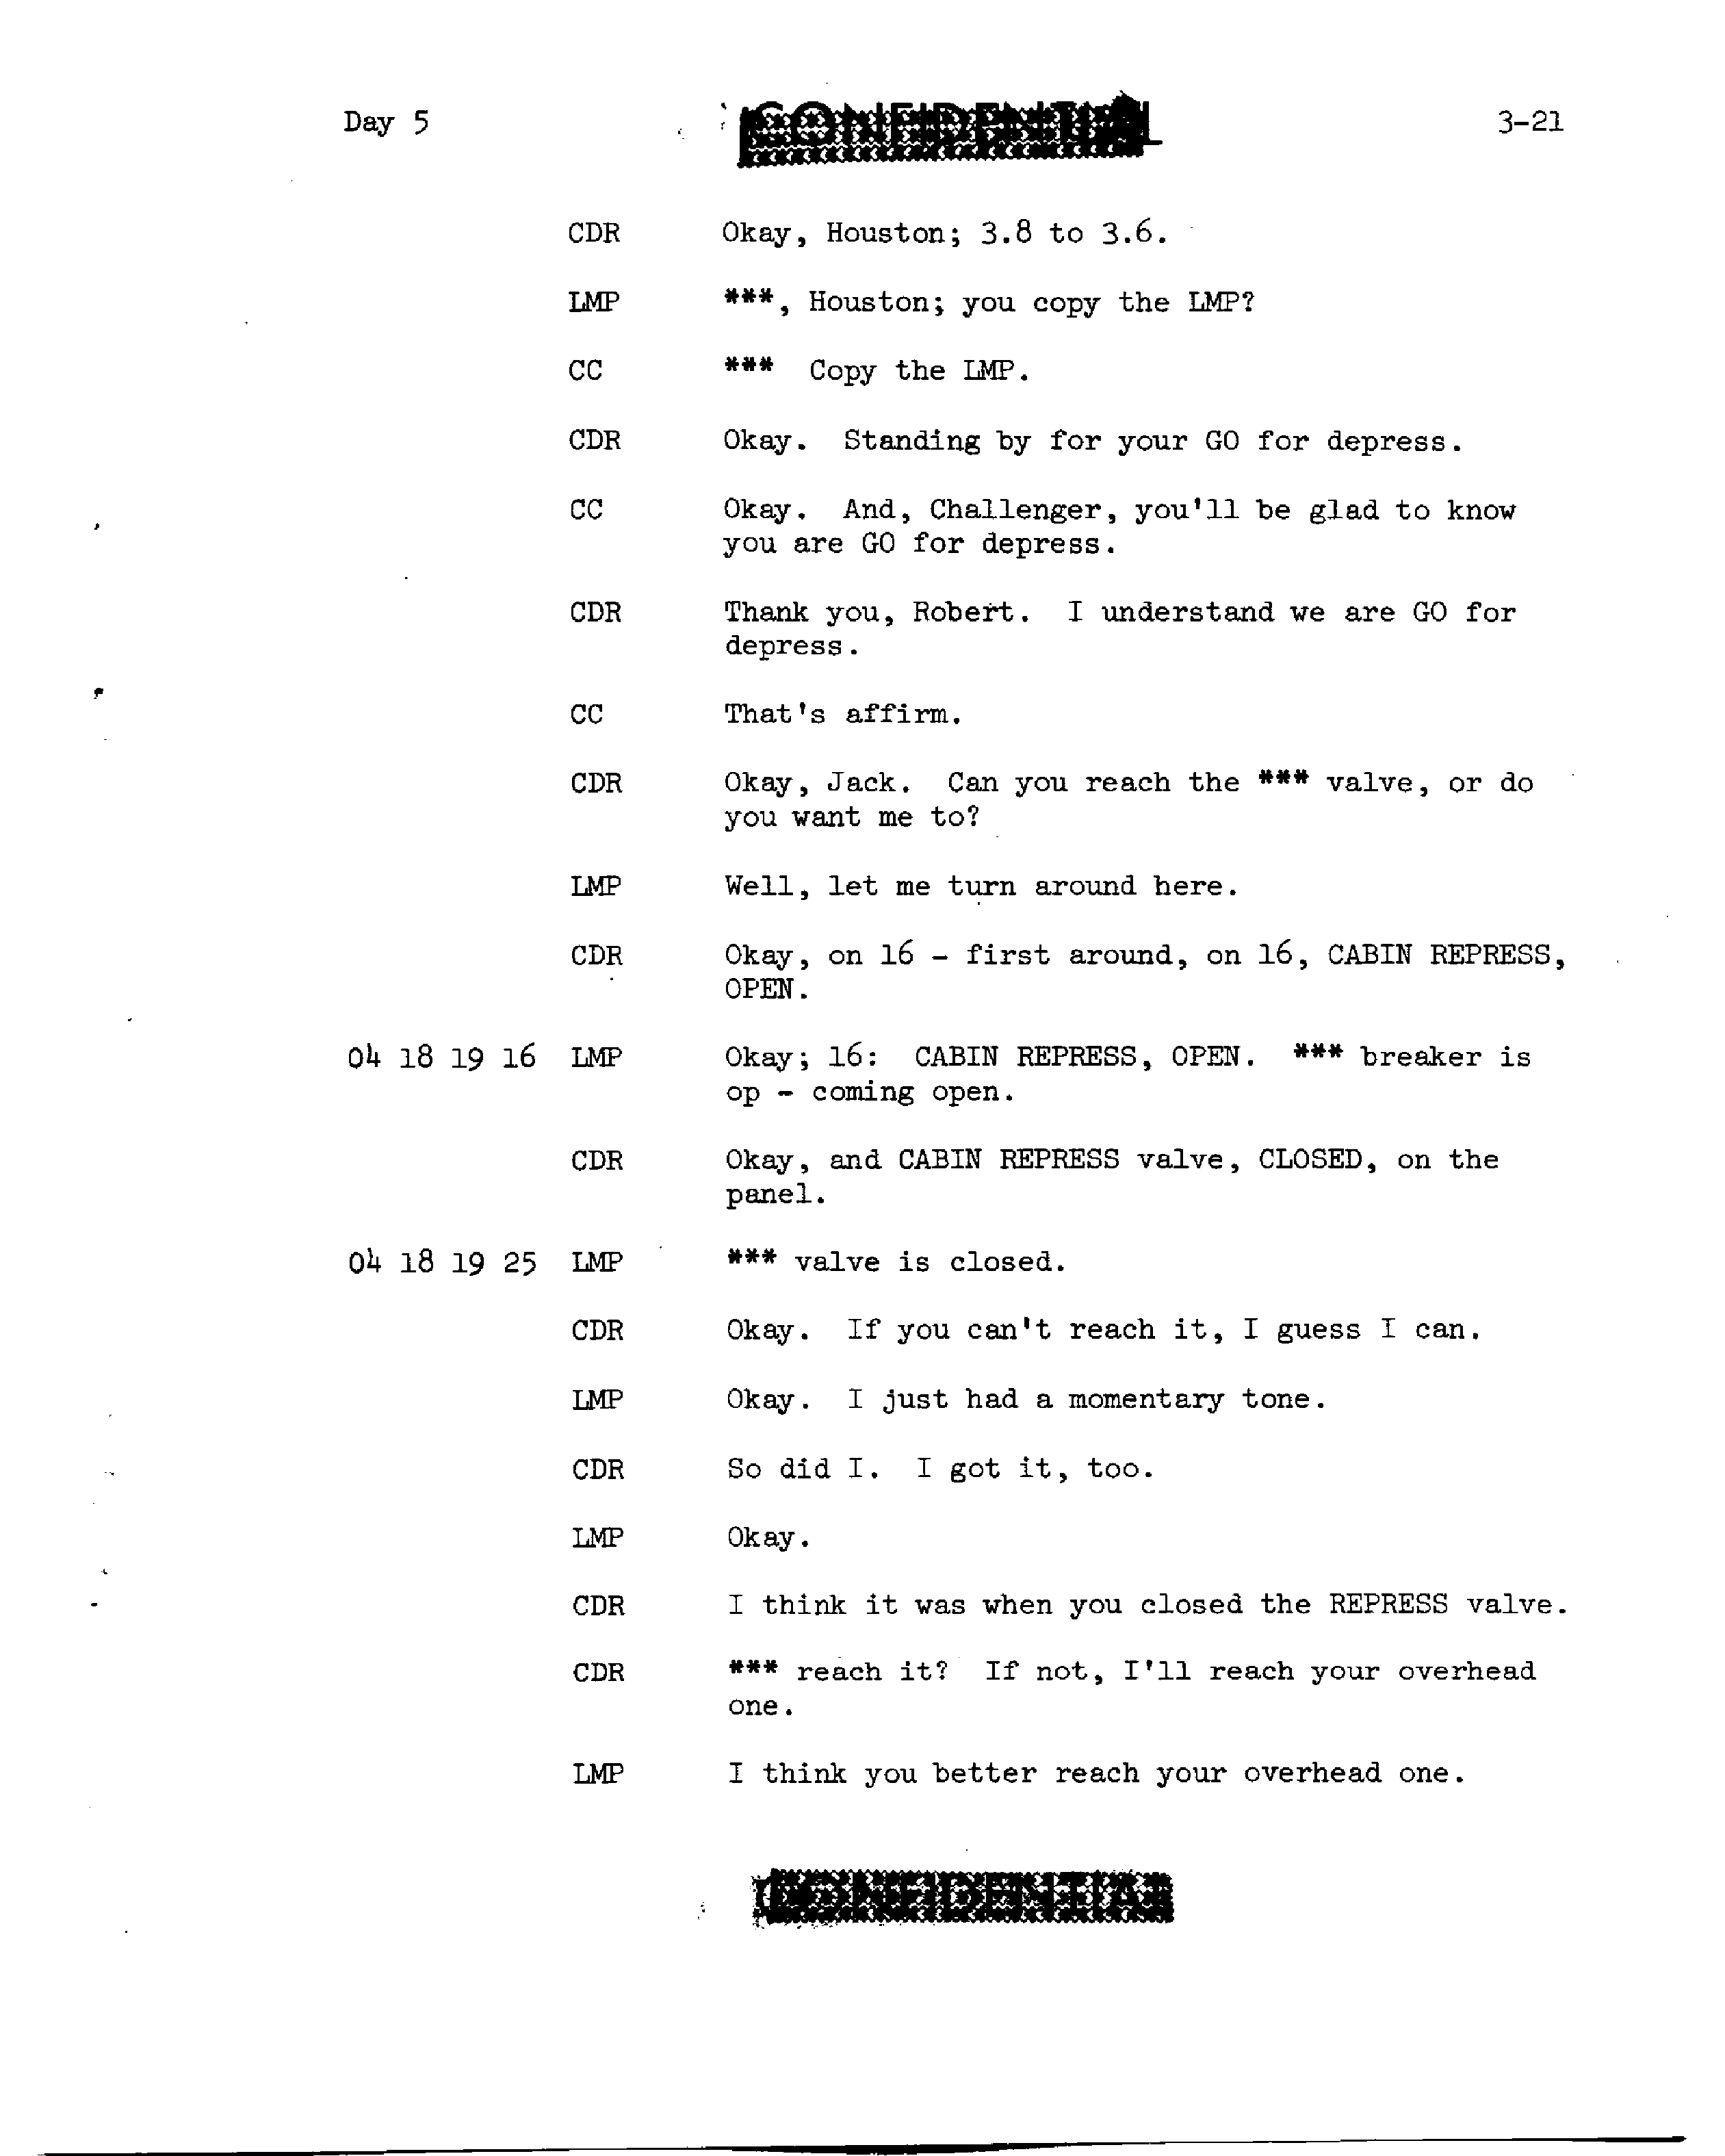 Day 5 CONFIDENTIAL 3-21
CDR Okay, Houston; 3.8 to 3.6.
LMP ***, Houston; you copy the LMP?
CC *** Copy the LMP.
CDR Okay. Standing by for your GO for depress.
CC Okay. And, Challenger, you'll be glad to know
you are GO for depress.
CDR Thank you, Robert. I understand we are GO for
depress.
CC That's affirm.
CDR Okay, Jack. Can you reach the *** valve, or do
you want me to?
LMP Well, let me turn around here.
CDR Okay, on 16 - first around, on 16, CABIN REPRESS,
OPEN.
04 18 19 16 LMP Okay; 16: CABIN REPRESS, OPEN. *** breaker is
op - coming open.
CDR Okay, and CABIN REPRESS valve, CLOSED, on the
panel.
04 18 19 25 LMP *** valve is closed.
CDR Okay. If you can't reach it, I guess I can.
LMP Okay. I just had a momentary tone.
CDR So did I. I got it, too.
LMP Okay.
CDR I think it was when you closed the REPRESS valve.
CDR *** reach it? If not, I'll reach your overhead
one.
LMP I think you better reach your overhead one.
CONFIDENTIAL